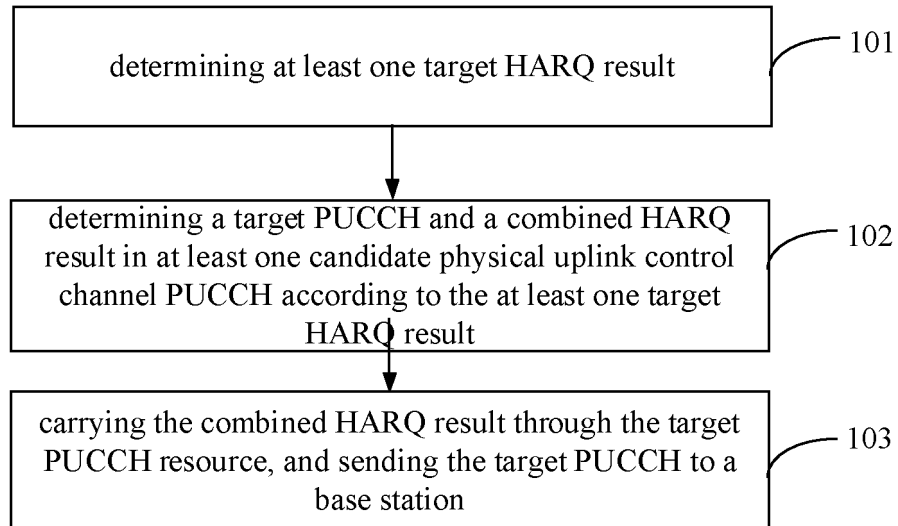 determining at least one target HARQ result
101
determining a target PUCCH and a combined HARQ
result in at least one candidate physical uplink control
channel PUCCH according to the at least one target
HARQ result
102
carrying the combined HARQ result through the target
PUCCH resource, and sending the target PUCCH to a
base station
103